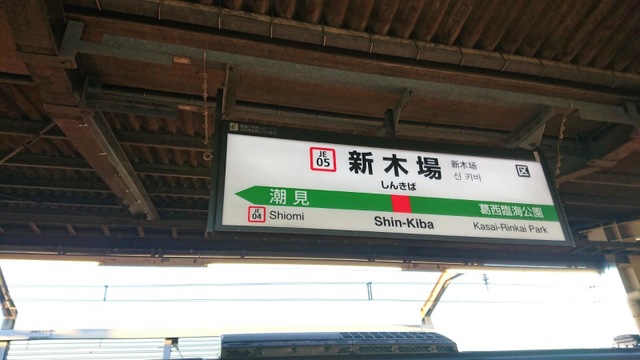 JE
05
新木場
しんきば
新木场
신키바
区
潮見
JE
04
Shiomi
Shin-Kiba
葛西臨海公園
Kasai-Rinkai Park